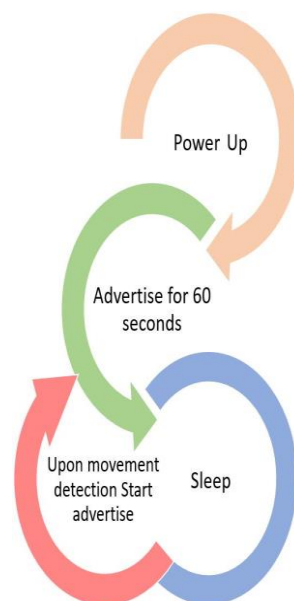 Power Up
Advertise for 60
seconds
Upon movement
detection Start
advertise
Sleep